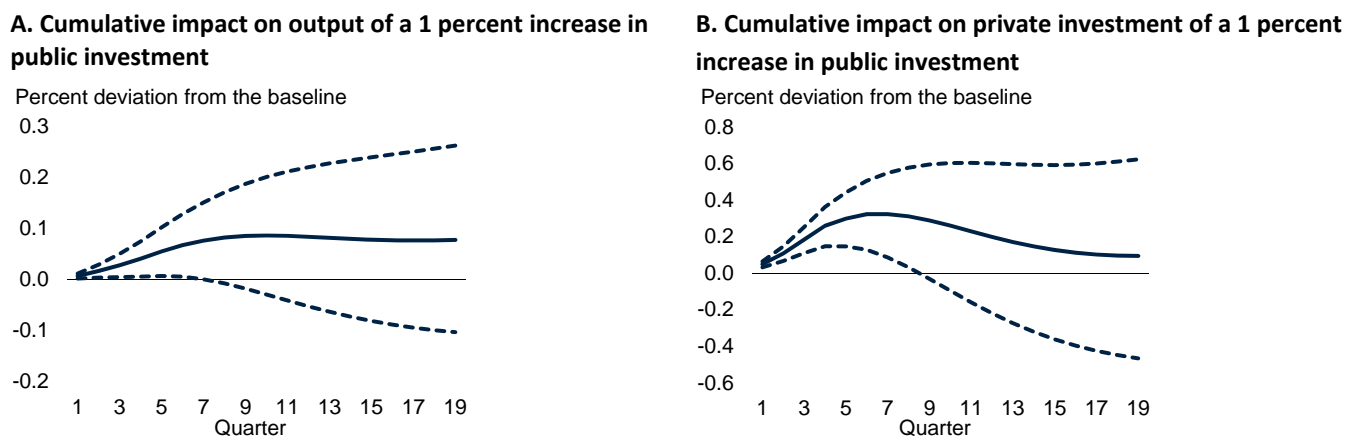 A. Cumulative impact on output of a 1 percent increase in
public investment
Percent deviation from the baseline
0.3
0.2
0.1
0.0
-0.1
-0.2
1 3 5 7 9 11 13 15 17 19
Quarter
B. Cumulative impact on private investment of a 1 percent
increase in public investment
Percent deviation from the baseline
0.8
0.6
0.4
0.2
0.0
-0.2
-0.4
-0.6
1 3 5 7 9 11 13 15 17 19
Quarter